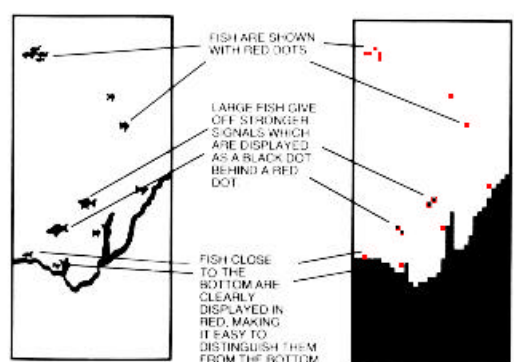 FISH ARE SHOWN
WITH RED DOTS
LARGE FISH GIVE
OFF STRONGER
SIGNALS WHICH
ARE DISPLAYED
AS A BLACK DOT
BEHIND A RED
DOT
FISH CLOSE
TO THE
BOTTOM ARE
CLEARLY
DISPLAYED IN
RED, MAKING
IT EASY TO
DISTINGUISH THEM
FROM THE BOTTOM